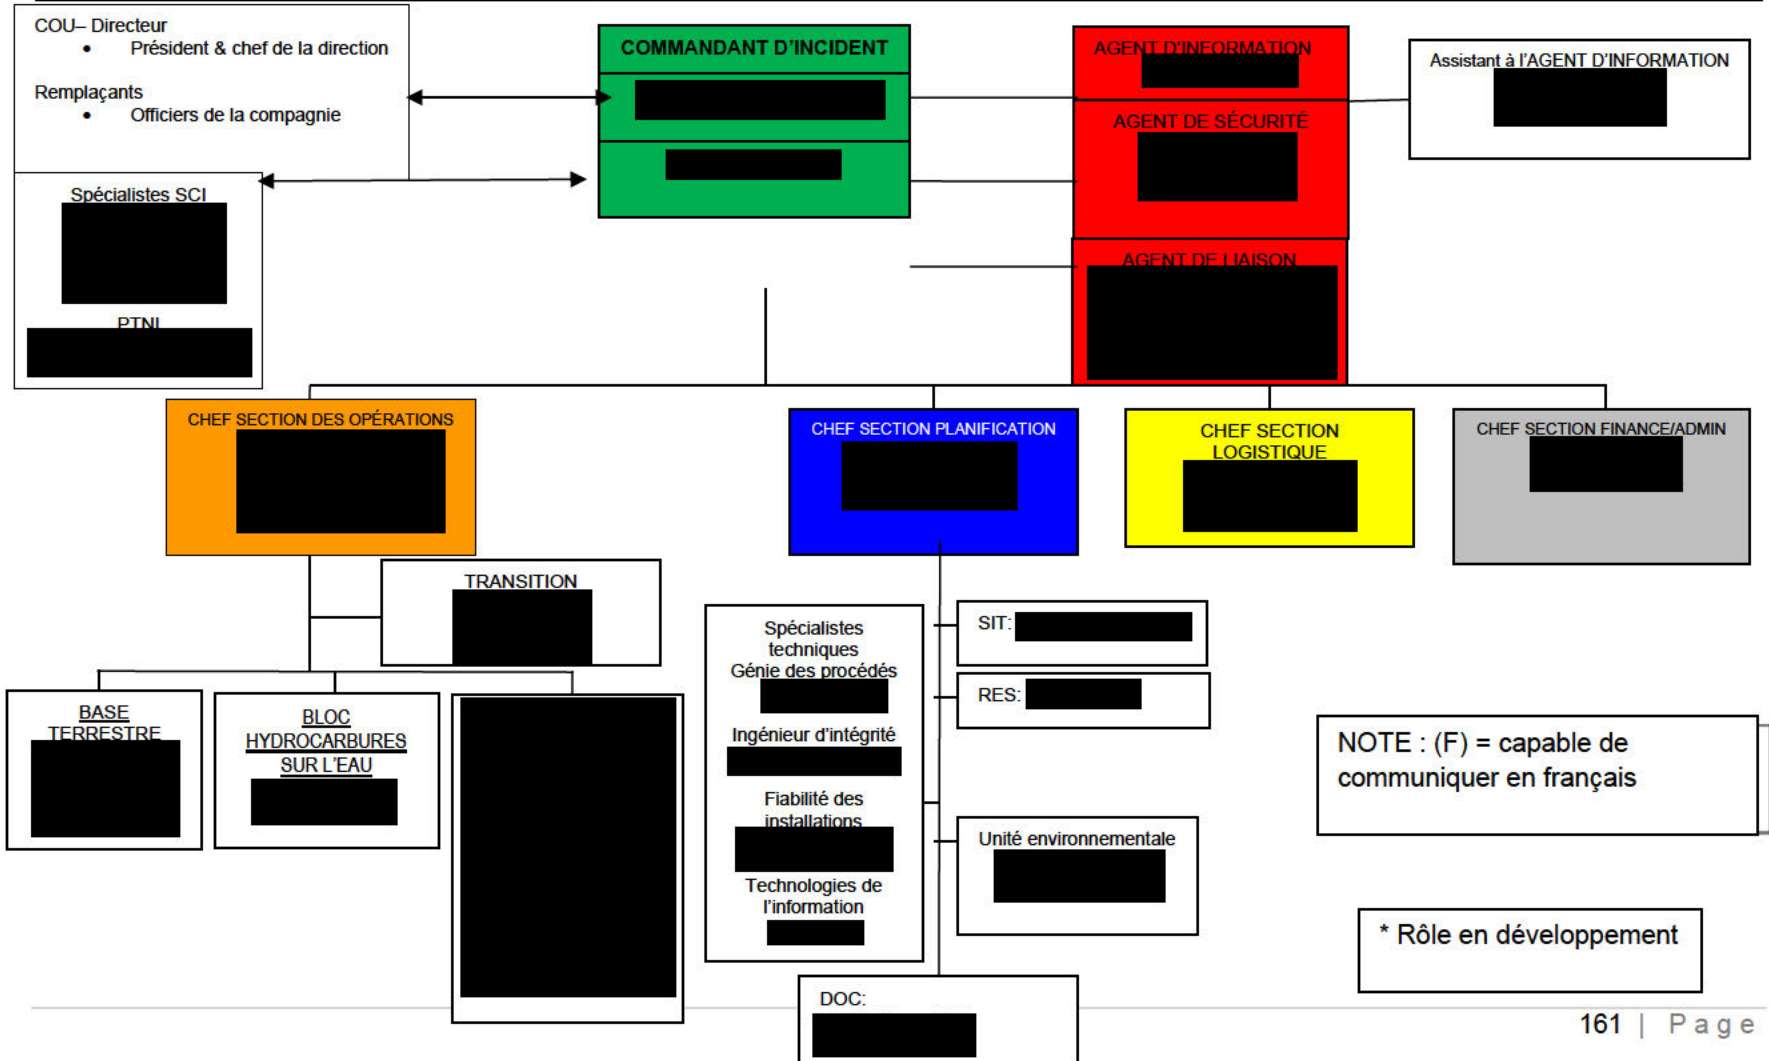 COU– Directeur
• Président & chef de la direction
Remplaçants
• Officiers de la compagnie
Spécialistes SCI
PTNI
COMMANDANT D'INCIDENT
AGENT D'INFORMATION
AGENT DE SÉCURITÉ
AGENT DE LIAISON
Assistant à l'AGENT D'INFORMATION
CHEF SECTION DES OPÉRATIONS
CHEF SECTION PLANIFICATION
CHEF SECTION
LOGISTIQUE
CHEF SECTION FINANCE/ADMIN
TRANSITION
BASE
TERRESTRE
BLOC
HYDROCARBURES
SUR L'EAU
Spécialistes
techniques
Génie des procédés
Ingénieur d'intégrité
Fiabilité des
installations
Technologies de
l'information
SIT:
RES:
Unité environnementale
DOC:
NOTE : (F) = capable de
communiquer en français
* Rôle en développement
161 | Page